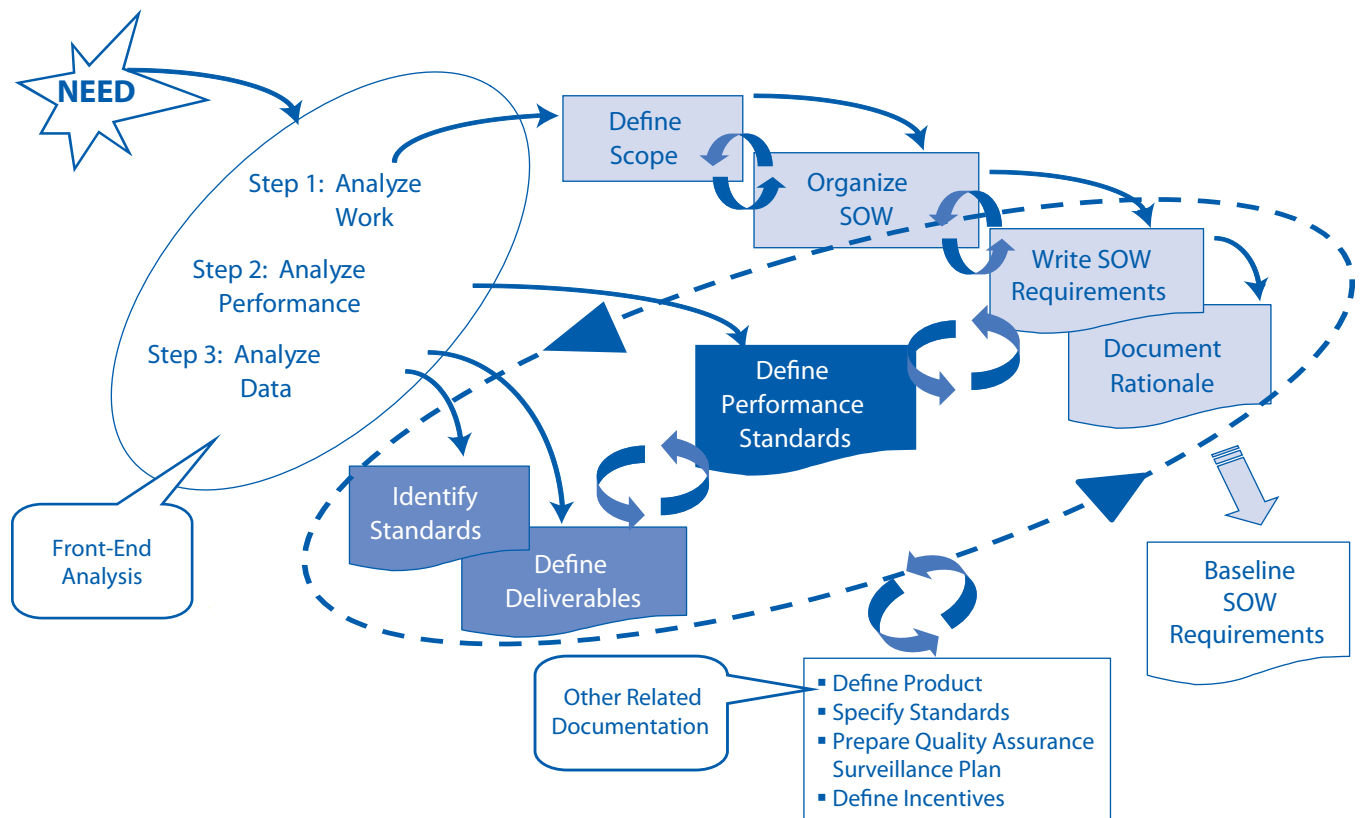 NEED
Step 1: Analyze
Work
Step 2: Analyze
Performance
Step 3: Analyze
Data
Front-End
Analysis
Define
Scope
Organize
SOW
Write SOW
Requirements
Document
Rationale
Define
Performance
Standards
Identify
Standards
Define
Deliverables
Baseline
SOW
Requirements
Other Related
Documentation
▪ Define Product
▪ Specify Standards
▪ Prepare Quality Assurance
Surveillance Plan
▪ Define Incentives